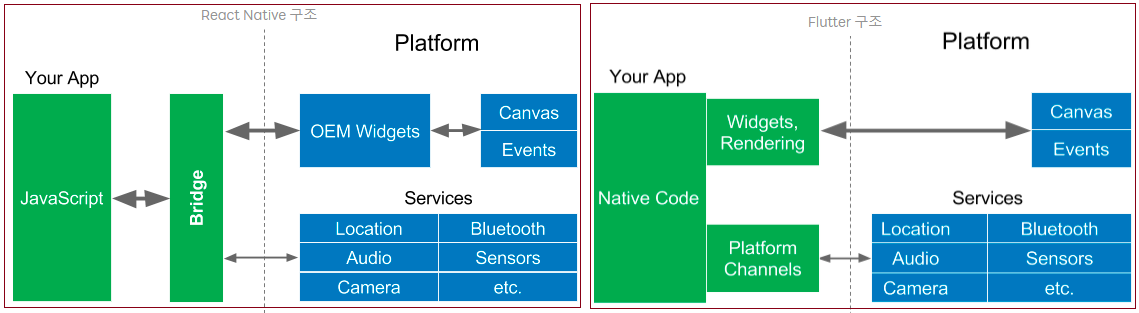 React Native 구조
Platform
Your App
JavaScript
Bridge
OEM Widgets
Canvas
Events
Services
Location
Bluetooth
Audio
Sensors
Camera
etc.
Flutter 구조
Platform
Your App
Native Code
Widgets,
Rendering
Platform
Channels
Canvas
Events
Services
Location
Bluetooth
Audio
Sensors
Camera
etc.